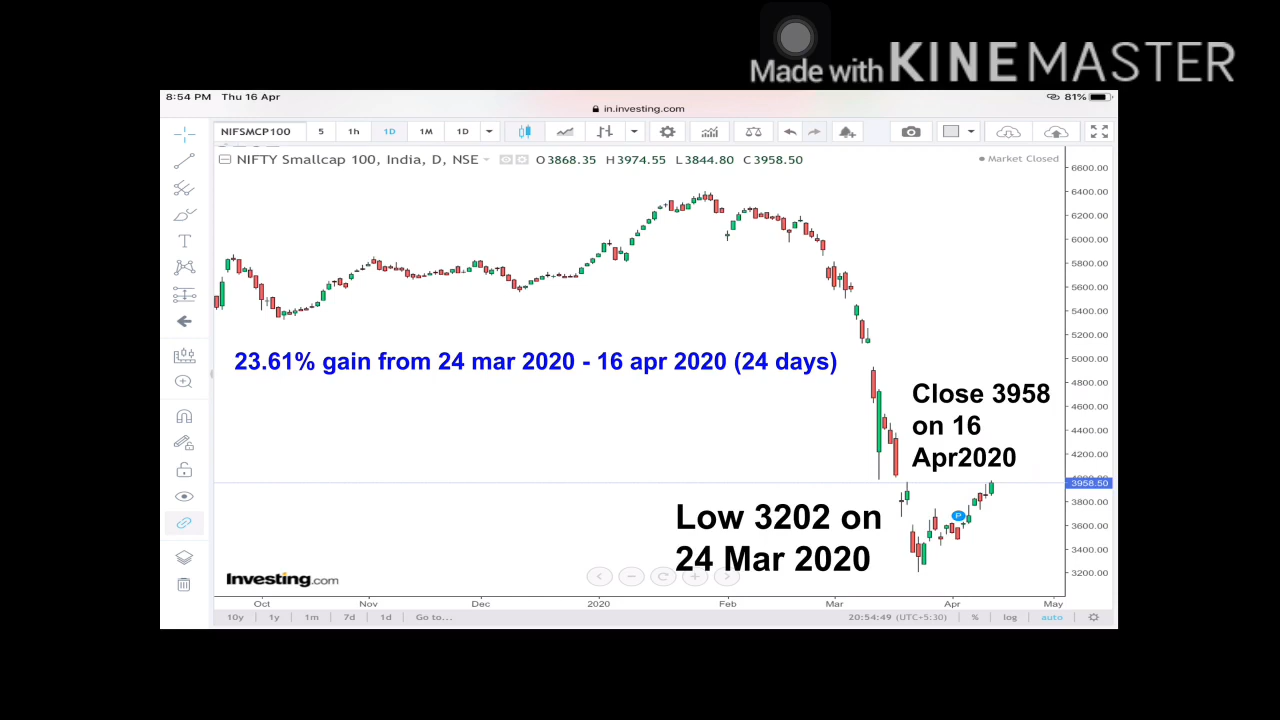 Made with KINEMASTER
8:54 PM Thu 16 Apr
81%
in.investing.com
NIFSMCP100 5 1h 1D 1M 1D
NIFTY Smallcap 100, India, D, NSE O3868.35 H3974.55 L3844.80 C3958.50
Market Closed
6600.00
6400.00
6200.00
6000.00
5800.00
5600.00
5400.00
5200.00
5000.00
4800.00
4600.00
4400.00
4200.00
3958.50
3800.00
3600.00
3400.00
3200.00
T
23.61% gain from 24 mar 2020 - 16 apr 2020 (24 days)
Close 3958
on 16
Apr2020
Low 3202 on
24 Mar 2020
P
Investing.com
Oct Nov Dec 2020 Feb Mar Apr May
10y 1y 1m 7d 1d Go to... 20:54:49 (UTC+5:30) % log auto